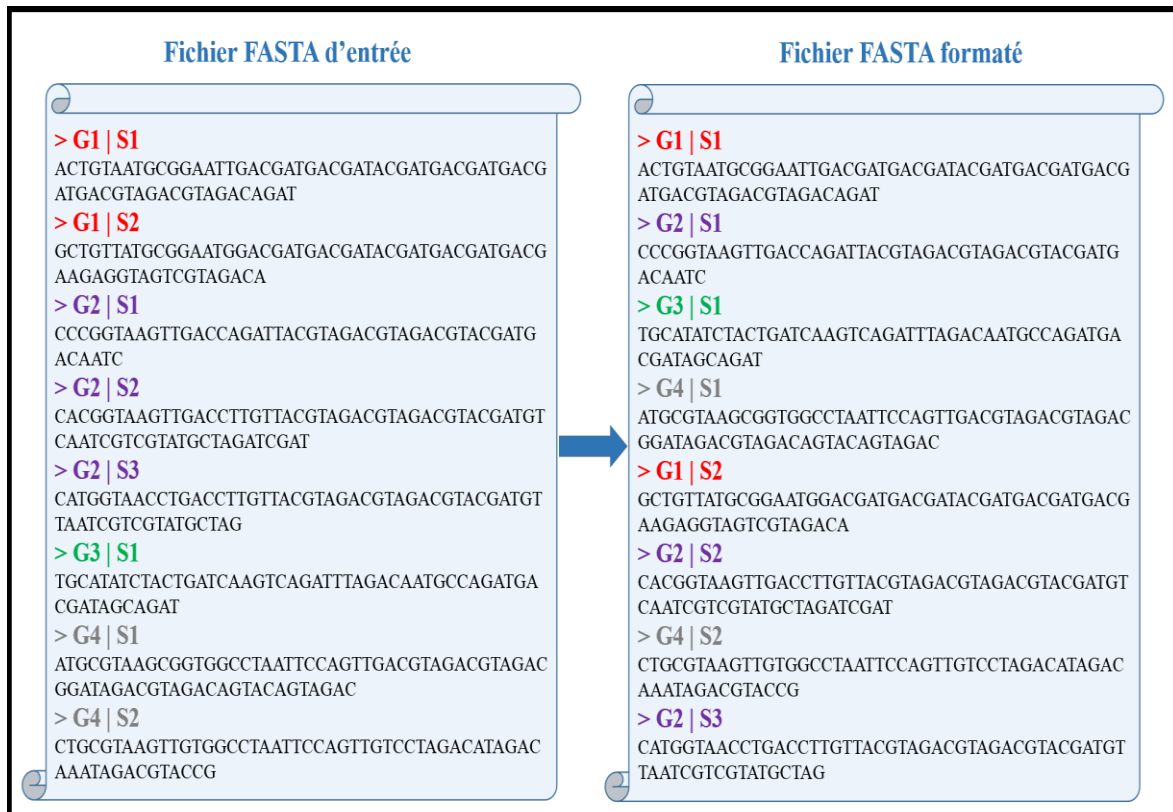 Fichier FASTA d'entrée
> G1 | S1
ACTGTAATGCGGAATTGACGATGACGATACGATGACGATGACG
ATGACGTAGACGTAGACAGAT
> G1 | S2
GCTGTTATGCGGAATGGACGATGACGATACGATGACGATGACG
AAGAGGTAGTCGTAGACA
> G2 | S1
CCCGGTAAGTTGACCAGATTACGTAGACGTAGACGTACGATG
ACAATC
> G2 | S2
CACGGTAAGTTGACCTTGTTACGTAGACGTAGACGTACGATGT
CAATCGTCGTATGCTAGATCGAT
> G2 | S3
CATGGTAACCTGACCTTGTTACGTAGACGTAGACGTACGATGT
TAATCGTCGTATGCTAG
> G3 | S1
TGCATATCTACTGATCAAGTCAGATTTAGACAATGCCAGATGA
CGATAGCAGAT
> G4 | S1
ATGCGTAAGCGGTGGCCTAATTCCAGTTGACGTAGACGTAGAC
GGATAGACGTAGACAGTACAGTAGAC
> G4 | S2
CTGCGTAAGTTGTGGCCTAATTCCAGTTGTCCTAGACATAGAC
AAATAGACGTACCG
Fichier FASTA formaté
> G1 | S1
ACTGTAATGCGGAATTGACGATGACGATACGATGACGATGACG
ATGACGTAGACGTAGACAGAT
> G2 | S1
CCCGGTAAGTTGACCAGATTACGTAGACGTAGACGTACGATG
ACAATC
> G3 | S1
TGCATATCTACTGATCAAGTCAGATTTAGACAATGCCAGATGA
CGATAGCAGAT
> G4 | S1
ATGCGTAAGCGGTGGCCTAATTCCAGTTGACGTAGACGTAGAC
GGATAGACGTAGACAGTACAGTAGAC
> G1 | S2
GCTGTTATGCGGAATGGACGATGACGATACGATGACGATGACG
AAGAGGTAGTCGTAGACA
> G2 | S2
CACGGTAAGTTGACCTTGTTACGTAGACGTAGACGTACGATGT
CAATCGTCGTATGCTAGATCGAT
> G4 | S2
CTGCGTAAGTTGTGGCCTAATTCCAGTTGTCCTAGACATAGAC
AAATAGACGTACCG
> G2 | S3
CATGGTAACCTGACCTTGTTACGTAGACGTAGACGTACGATGT
TAATCGTCGTATGCTAG